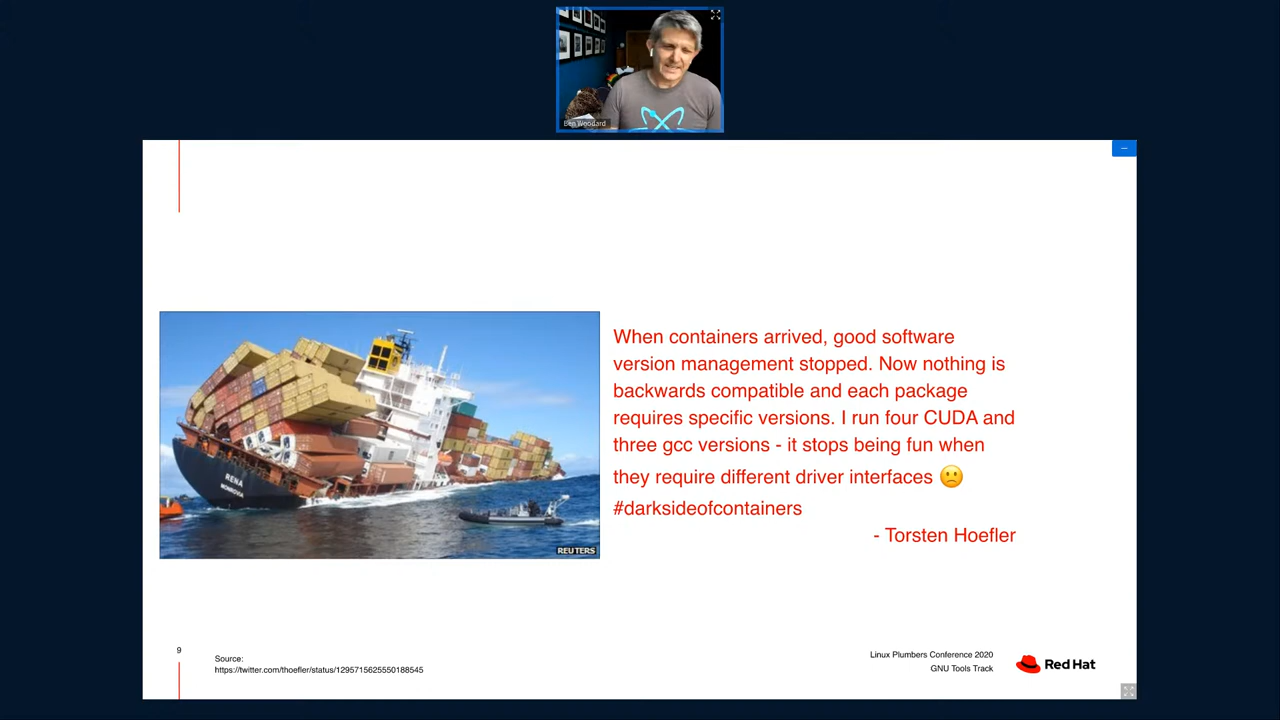 Ben Woodard
When containers arrived, good software
version management stopped. Now nothing is
backwards compatible and each package
requires specific versions. I run four CUDA and
three gcc versions - it stops being fun when
they require different driver interfaces 🙁
#darksideofcontainers
- Torsten Hoefler
RENA
MONROVIA
REUTERS
9
Source:
https://twitter.com/thoefler/status/1295715625550188545
Linux Plumbers Conference 2020
GNU Tools Track
Red Hat